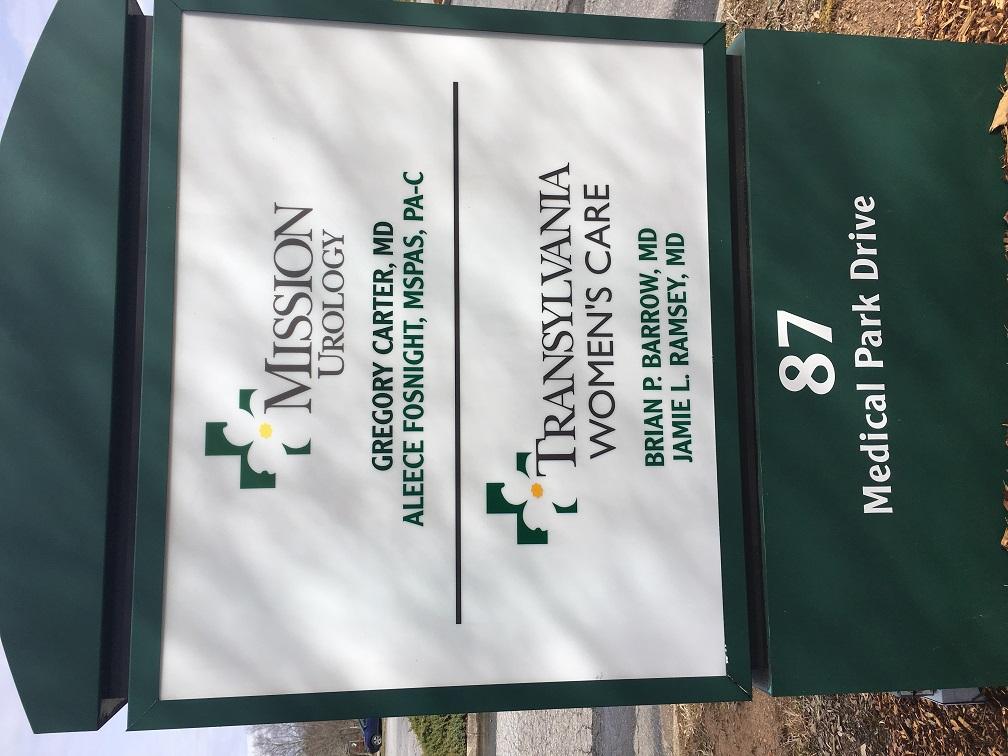 MISSION
UROLOGY
GREGORY CARTER, MD
ALEECE FOSNIGHT, MSPAS, PA-C
TRANSYLVANIA
WOMEN'S CARE
BRIAN P. BARROW, MD
JAMIE L. RAMSEY, MD
87
Medical Park Drive